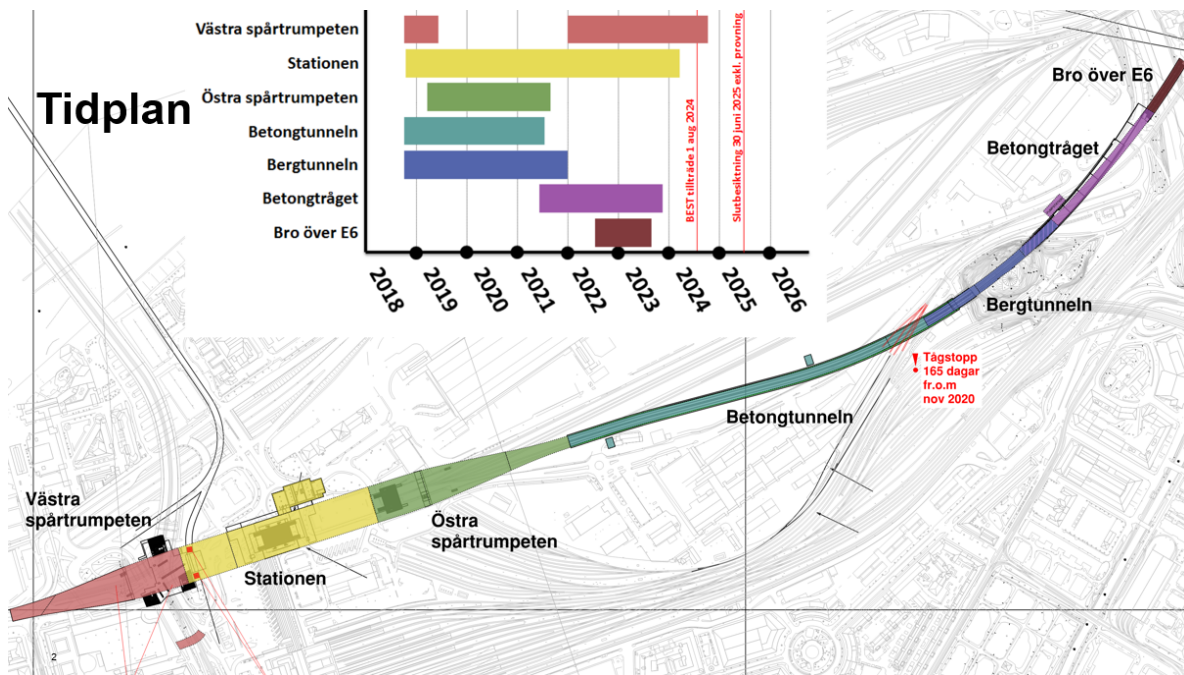 Tidplan
Västra spårtrumpeten
Stationen
Östra spårtrumpeten
Betongtunneln
Bergtunneln
Betongtråget
Bro över E6
2018
2019
2020
2021
2022
2023
2024
2025
2026
BEST tillträde 1 aug 2024
Slutbesiktning 30 juni 2025 exkl. provning
Bro över E6
Betongtråget
Bergtunneln
Tågstopp
165 dagar
fr.o.m
nov 2020
Betongtunneln
Östra
spårtrumpeten
Stationen
Västra
spårtrumpeten
2